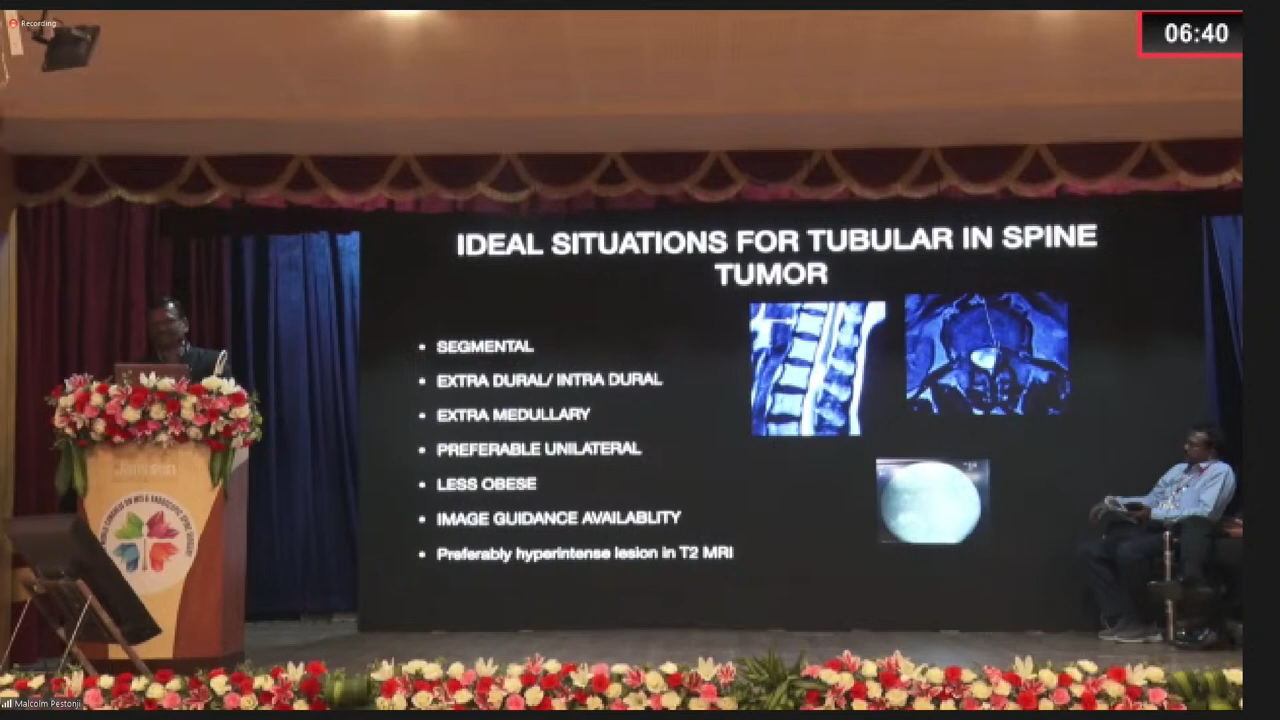 Recording
06:40
IDEAL SITUATIONS FOR TUBULAR IN SPINE
TUMOR
• SEGMENTAL
• EXTRA DURAL/ INTRA DURAL
• EXTRA MEDULLARY
• PREFERABLE UNILATERAL
• LESS OBESE
• IMAGE GUIDANCE AVAILABLITY
• Preferably hyperintense lesion in T2 MRI
Janssen
Malcolm Pestonji